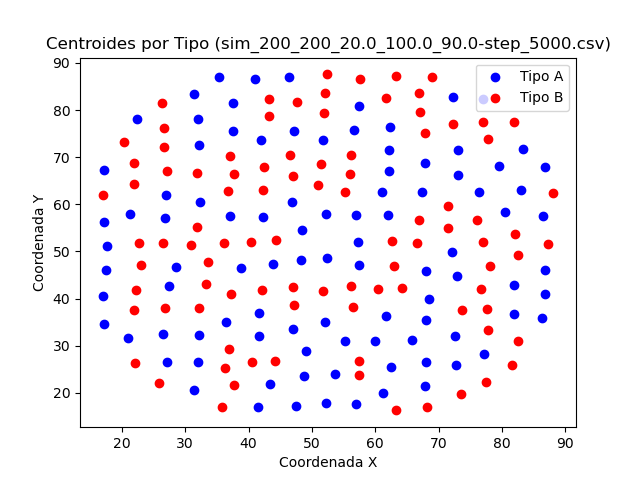 Centroides por Tipo (sim_200_200_20.0_100.0_90.0-step_5000.csv)
90
Tipo A
Tipo B
80
70
60
50
40
30
20
Coordenada Y
20 30 40 50 60 70 80 90
Coordenada X